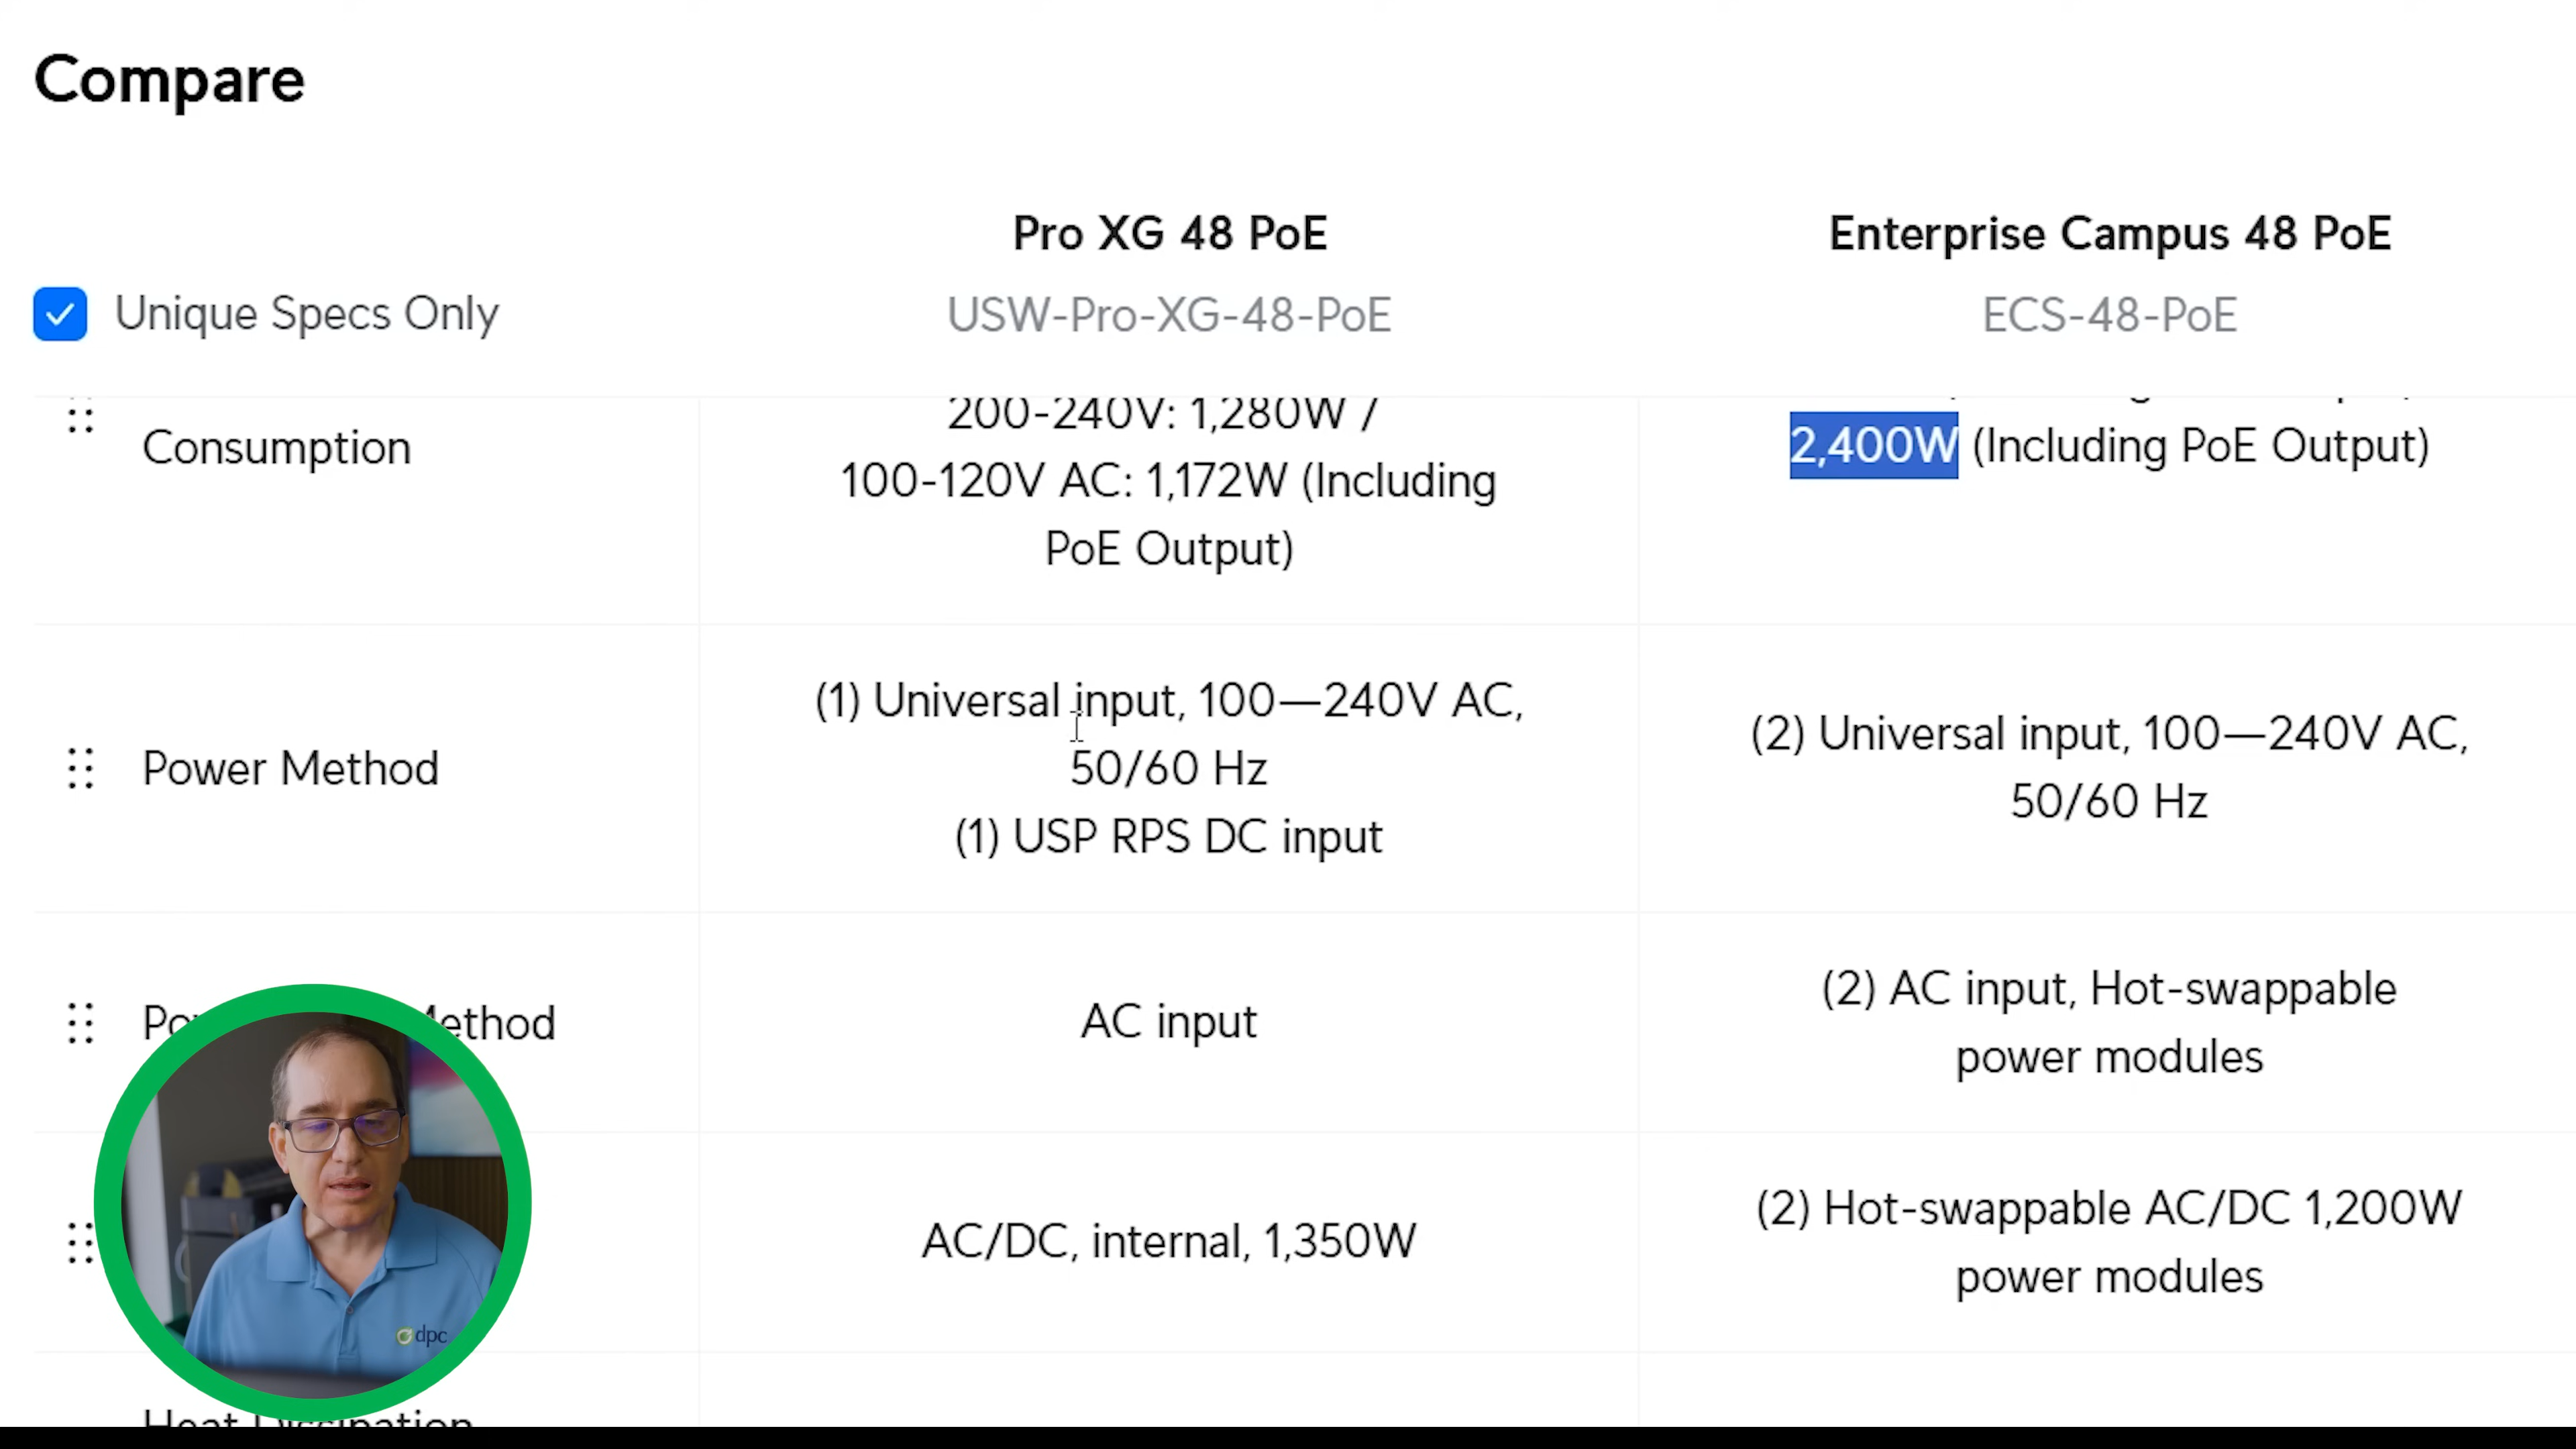 Compare
Pro XG 48 PoE
Enterprise Campus 48 PoE
Unique Specs Only
USW-Pro-XG-48-PoE
ECS-48-PoE
Consumption
200-240V: 1,280W /
100-120V AC: 1,172W (Including
PoE Output)
2,400W (Including PoE Output)
Power Method
(1) Universal input, 100—240V AC,
50/60 Hz
(1) USP RPS DC input
(2) Universal input, 100—240V AC,
50/60 Hz
Method
AC input
(2) AC input, Hot-swappable
power modules
AC/DC, internal, 1,350W
(2) Hot-swappable AC/DC 1,200W
power modules
dpc
Heat Dissipation